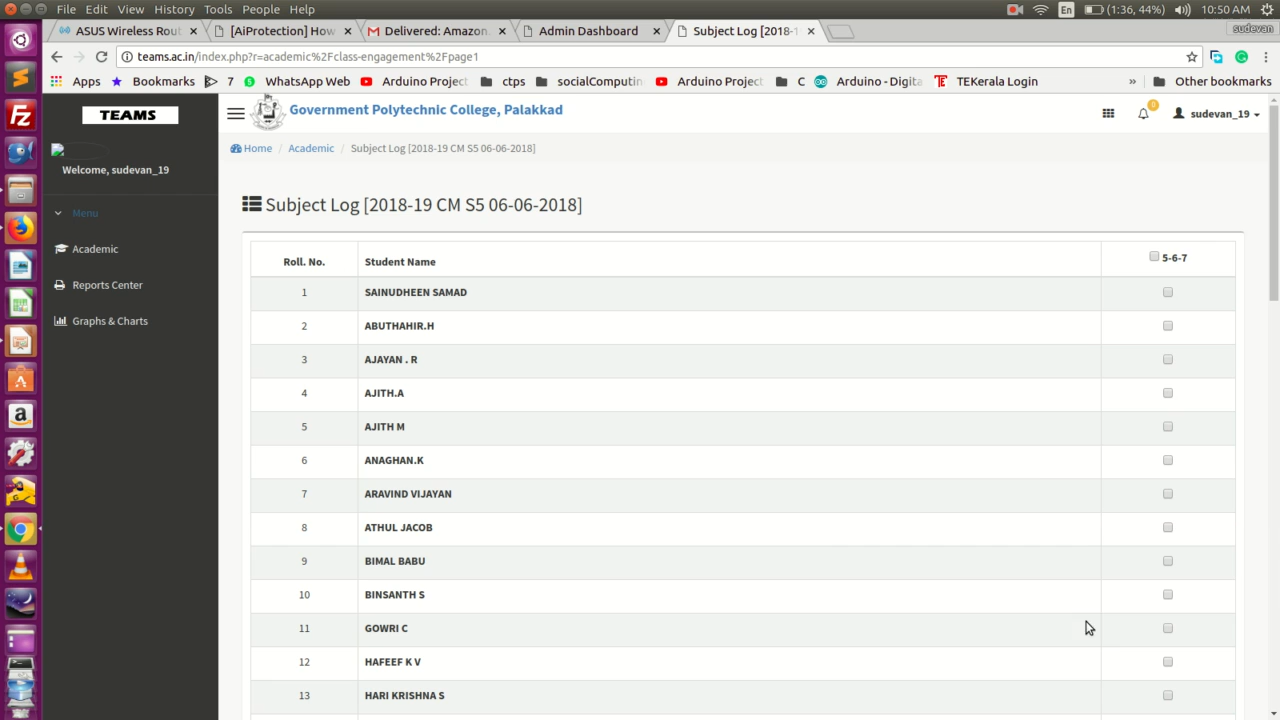 File Edit View History Tools People Help
En (1:36, 44%) 10:50 AM
ASUS Wireless Rout
[AiProtection] How
Delivered: Amazon.
Admin Dashboard
Subject Log [2018-1
sudevan
teams.ac.in/index.php?r=academic%2Fclass-engagement%2Fpage1
Apps Bookmarks 7 WhatsApp Web Arduino Project ctps socialComputin Arduino Project C Arduino - Digita TEKerala Login » Other bookmarks
TEAMS
Government Polytechnic College, Palakkad
0
sudevan_19
Home / Academic / Subject Log [2018-19 CM S5 06-06-2018]
Welcome, sudevan_19
Menu
Academic
Reports Center
Graphs & Charts
Subject Log [2018-19 CM S5 06-06-2018]
Roll. No. Student Name 5-6-7
1 SAINUDHEEN SAMAD
2 ABUTHAHIR.H
3 AJAYAN . R
4 AJITH.A
5 AJITH M
6 ANAGHAN.K
7 ARAVIND VIJAYAN
8 ATHUL JACOB
9 BIMAL BABU
10 BINSANTH S
11 GOWRI C
12 HAFEEF K V
13 HARI KRISHNA S